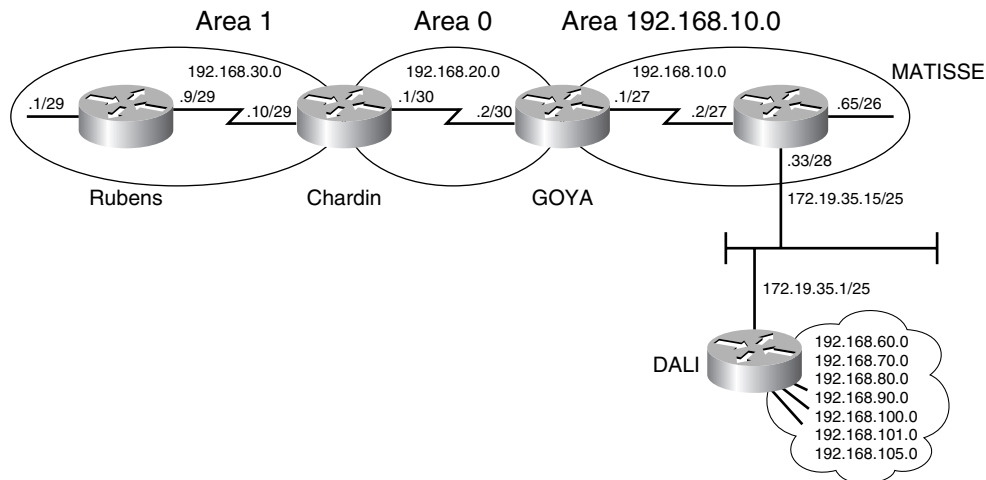 Area 1
Area 0
Area 192.168.10.0
192.168.30.0
192.168.20.0
192.168.10.0
MATISSE
.1/29
.9/29
.10/29
.1/30
.2/30
.1/27
.2/27
.65/26
.33/28
Rubens
Chardin
GOYA
172.19.35.15/25
172.19.35.1/25
DALI
192.168.60.0
192.168.70.0
192.168.80.0
192.168.90.0
192.168.100.0
192.168.101.0
192.168.105.0